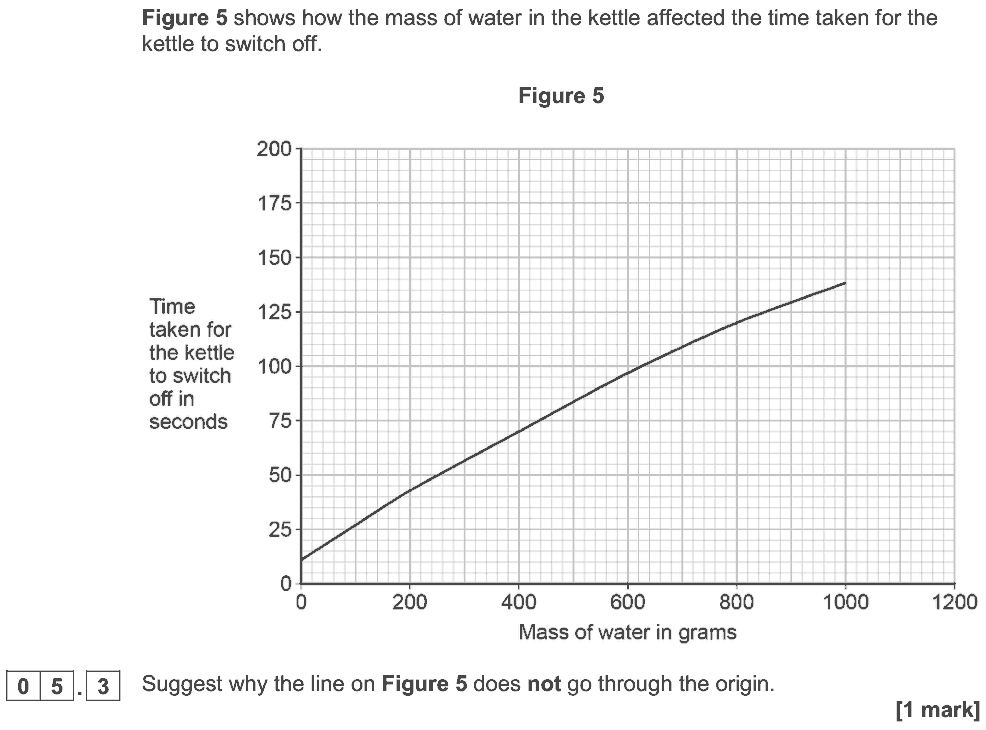 Figure 5 shows how the mass of water in the kettle affected the time taken for the
kettle to switch off.
Figure 5
200
175
150
125
100
75
50
25
0
Time
taken for
the kettle
to switch
off in
seconds
0 200 400 600 800 1000 1200
Mass of water in grams
0 5 . 3 Suggest why the line on Figure 5 does not go through the origin.
[1 mark]